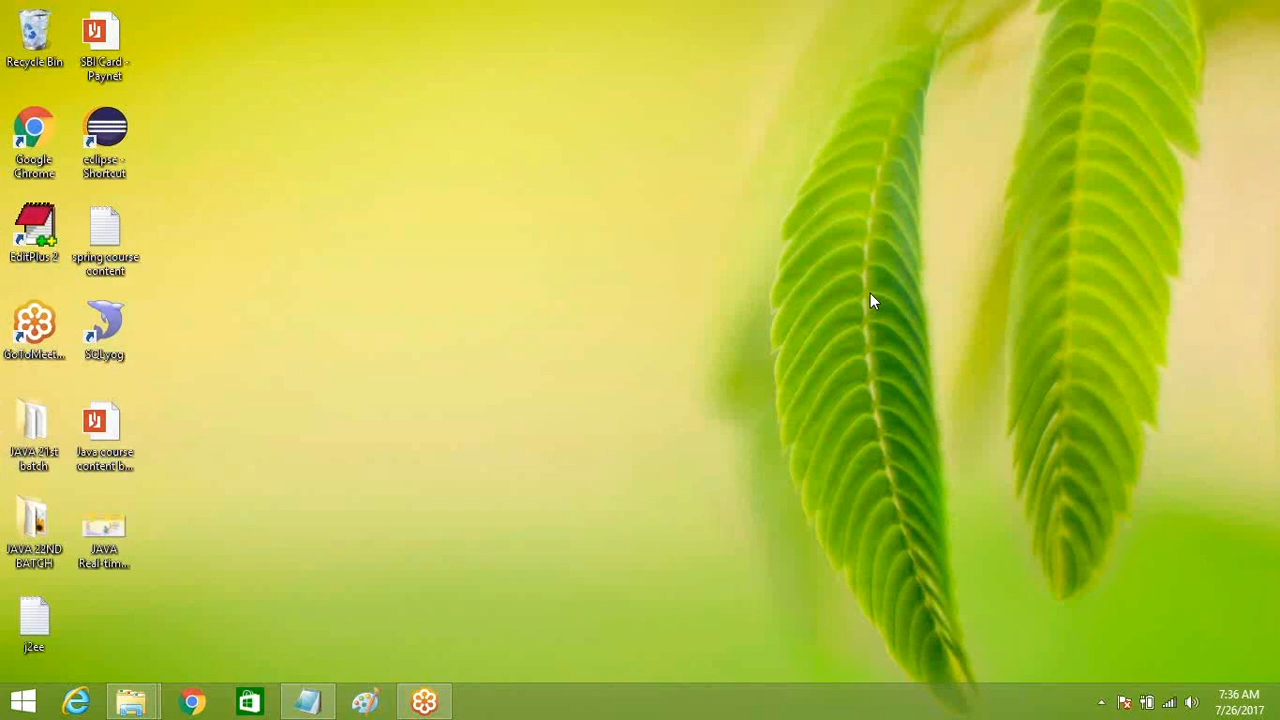 Recycle Bin
SBI Card -
Paynet
Google
Chrome
eclipse -
Shortcut
EditPlus 2
spring course
content
GoToMeet...
SQLyog
JAVA 21st
batch
Java course
content b...
JAVA 22ND
BATCH
JAVA
Real-tim...
j2ee
7:36 AM
7/26/2017